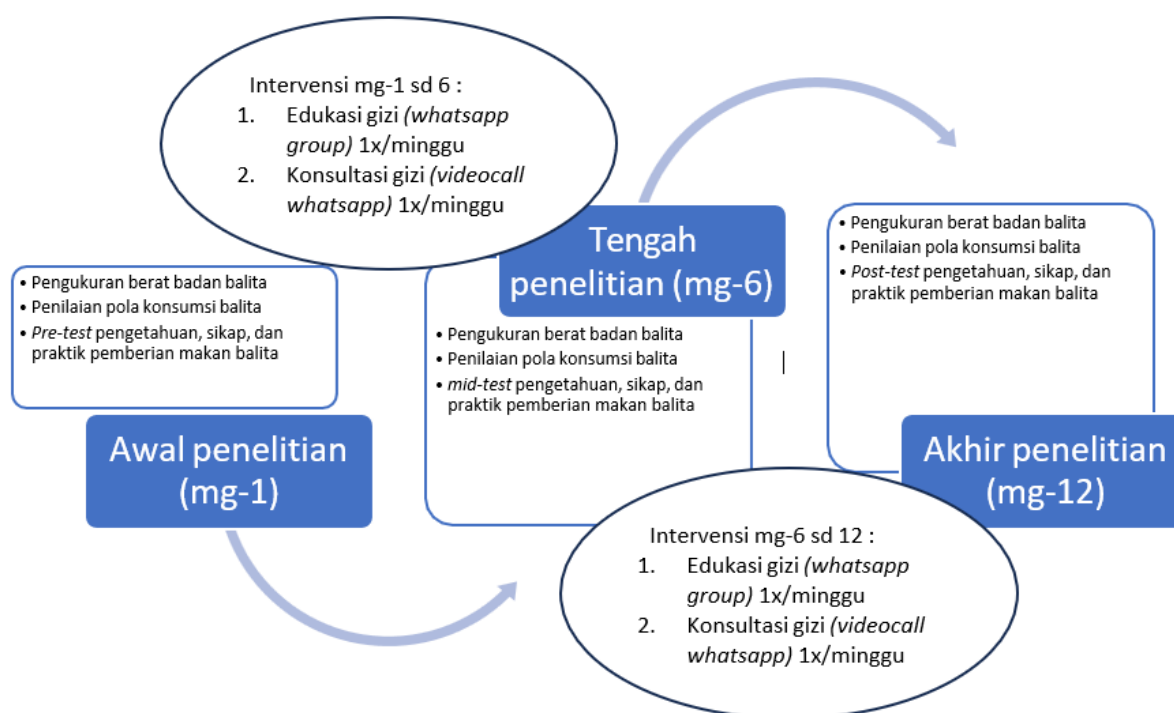 Intervensi mg-1 sd 6 :
1. Edukasi gizi (whatsapp
group) 1x/minggu
2. Konsultasi gizi (videocall
whatsapp) 1x/minggu
• Pengukuran berat badan balita
• Penilaian pola konsumsi balita
• Pre-test pengetahuan, sikap, dan
praktik pemberian makan balita
Awal penelitian
(mg-1)
Tengah
penelitian (mg-6)
• Pengukuran berat badan balita
• Penilaian pola konsumsi balita
• mid-test pengetahuan, sikap, dan
praktik pemberian makan balita
Intervensi mg-6 sd 12 :
1. Edukasi gizi (whatsapp
group) 1x/minggu
2. Konsultasi gizi (videocall
whatsapp) 1x/minggu
• Pengukuran berat badan balita
• Penilaian pola konsumsi balita
• Post-test pengetahuan, sikap, dan
praktik pemberian makan balita
Akhir penelitian
(mg-12)